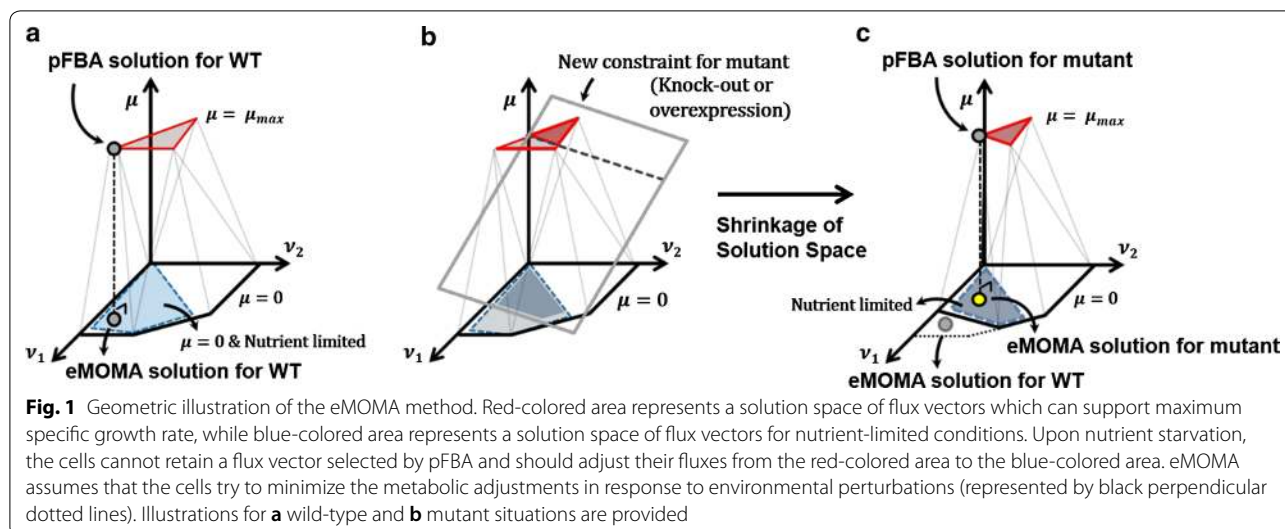 a
pFBA solution for WT
μ
μ = μmax
ν2
μ = 0
μ = 0 & Nutrient limited
ν1
eMOMA solution for WT
b
New constraint for mutant
(Knock-out or
overexpression)
Shrinkage of
Solution Space
c
pFBA solution for mutant
μ
μ = μmax
ν2
Nutrient limited
μ = 0
ν1
eMOMA solution for mutant
eMOMA solution for WT
Fig. 1 Geometric illustration of the eMOMA method. Red-colored area represents a solution space of flux vectors which can support maximum
specific growth rate, while blue-colored area represents a solution space of flux vectors for nutrient-limited conditions. Upon nutrient starvation,
the cells cannot retain a flux vector selected by pFBA and should adjust their fluxes from the red-colored area to the blue-colored area. eMOMA
assumes that the cells try to minimize the metabolic adjustments in response to environmental perturbations (represented by black perpendicular
dotted lines). Illustrations for a wild-type and b mutant situations are provided